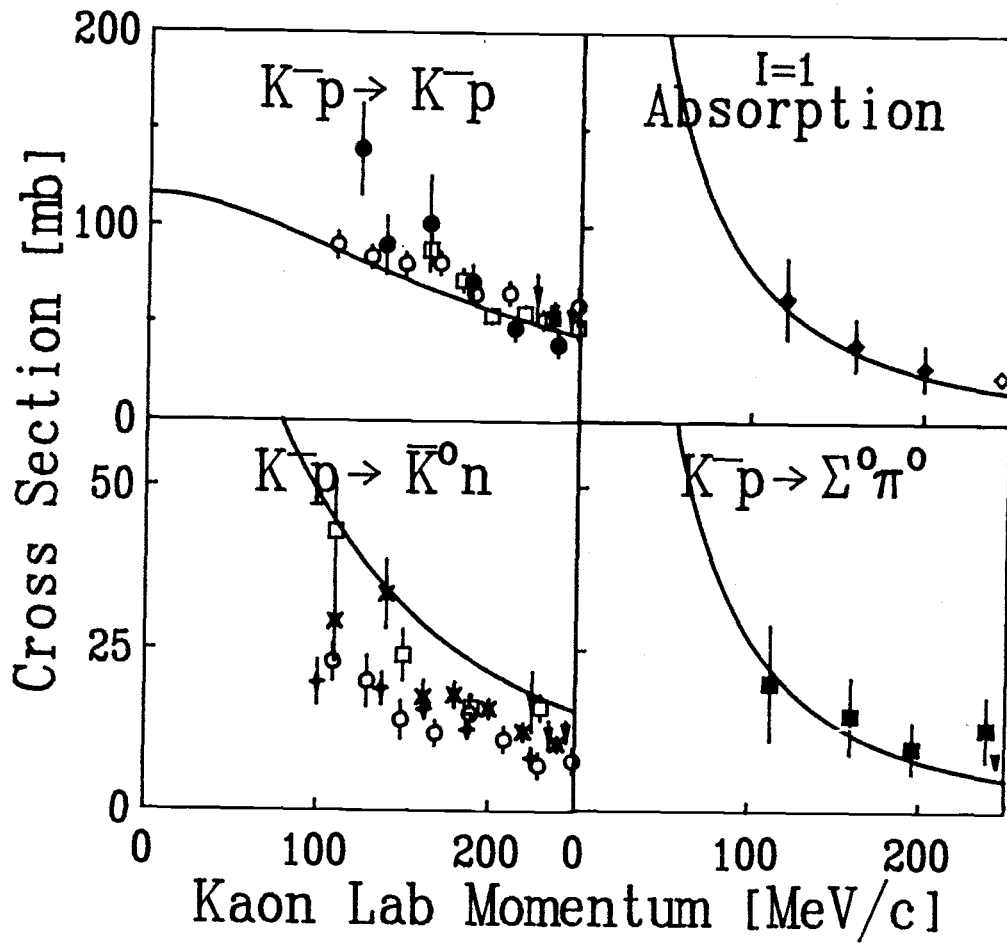 200
K⁻p → K⁻p
I=1
Absorption
100
0
Cross Section [mb]
K⁻p → K̄⁰n
K⁻p → Σ⁰π⁰
50
25
0
0 100 200 0 100 200
Kaon Lab Momentum [MeV/c]